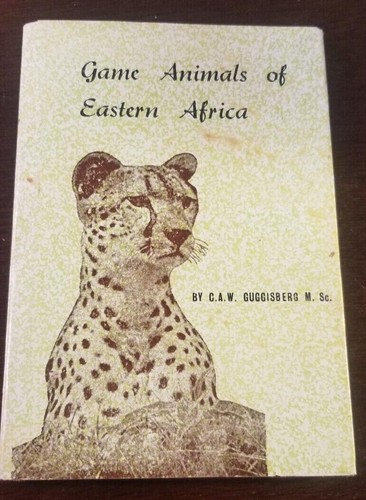 Game Animals of
Eastern Africa
BY C.A.W. GUGGISBERG M. Sc.